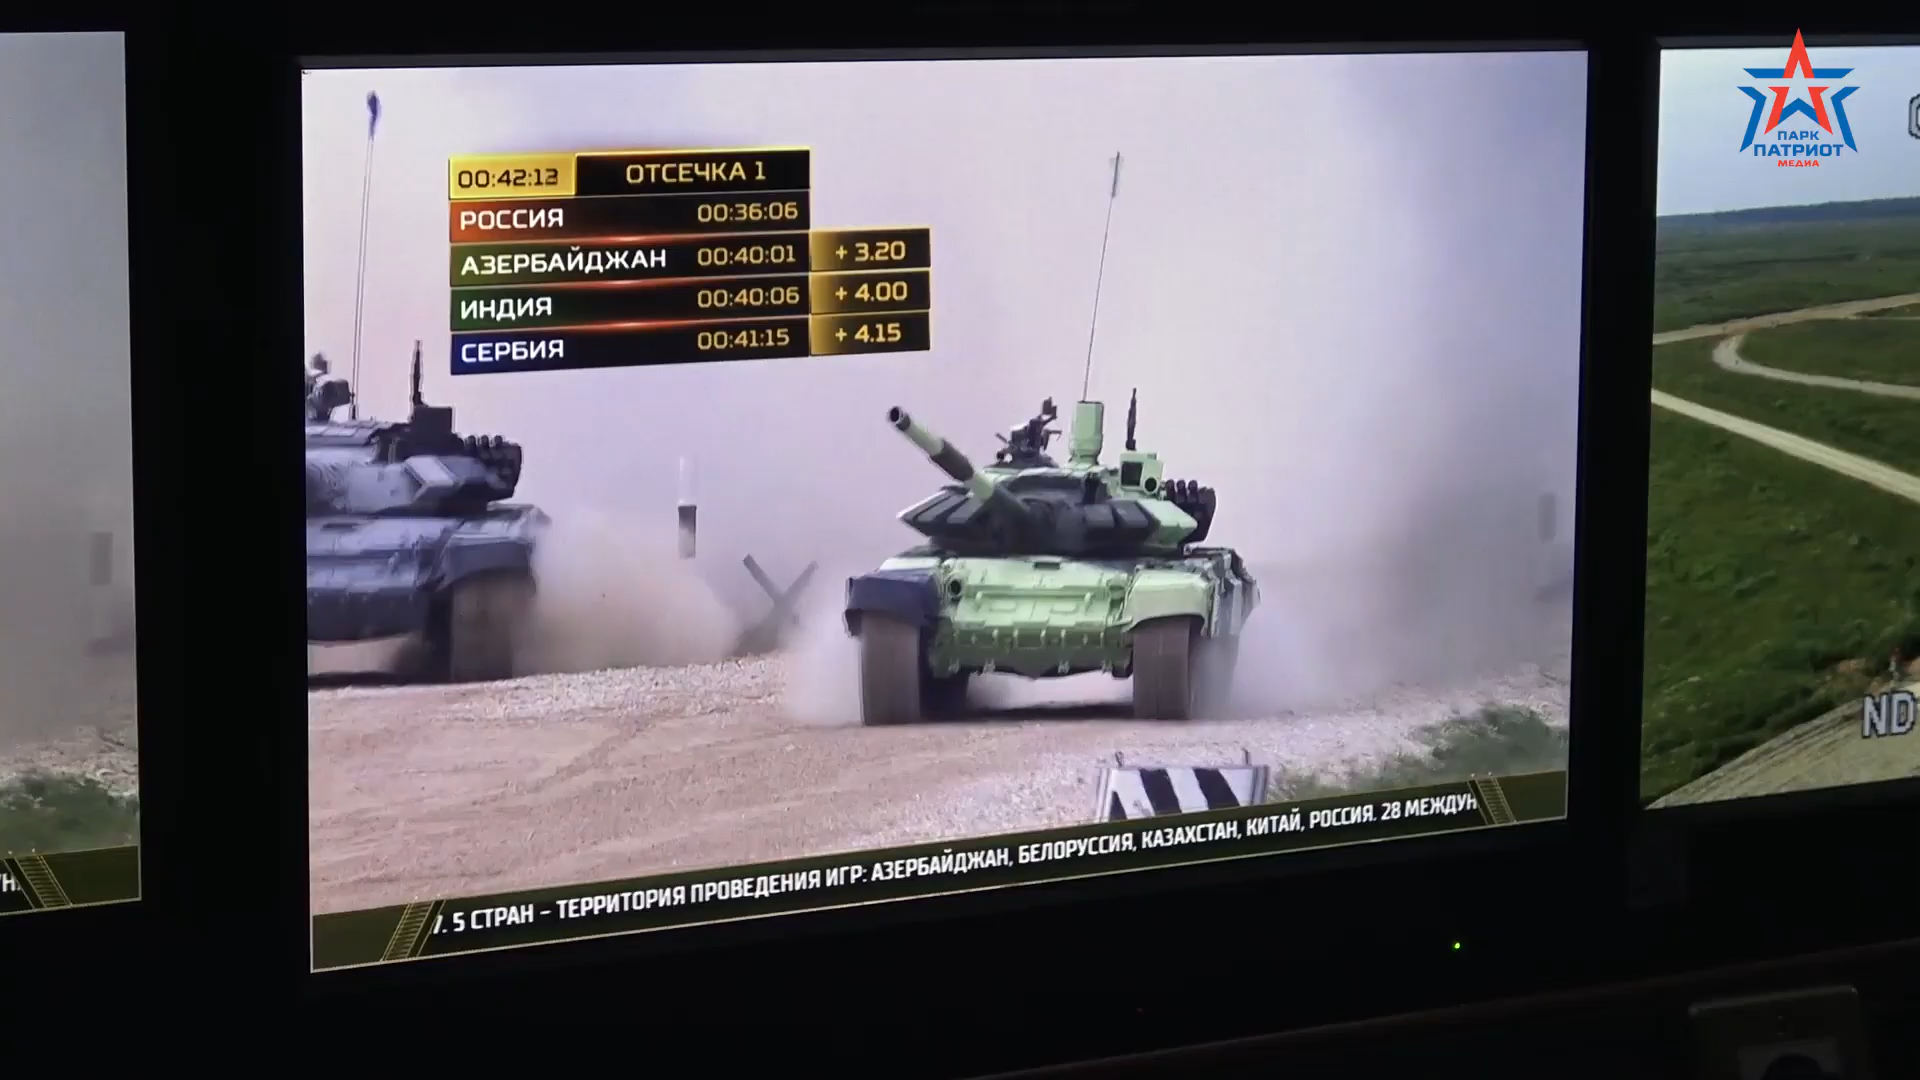 00:42:13 ОТСЕЧКА 1
РОССИЯ 00:36:06
АЗЕРБАЙДЖАН 00:40:01 + 3.20
ИНДИЯ 00:40:06 + 4.00
СЕРБИЯ 00:41:15 + 4.15
5 СТРАН – ТЕРРИТОРИЯ ПРОВЕДЕНИЯ ИГР: АЗЕРБАЙДЖАН, БЕЛОРУССИЯ, КАЗАХСТАН, КИТАЙ, РОССИЯ. 28 МЕЖДУН
ПАРК
ПАТРИОТ
МЕДИА
ND